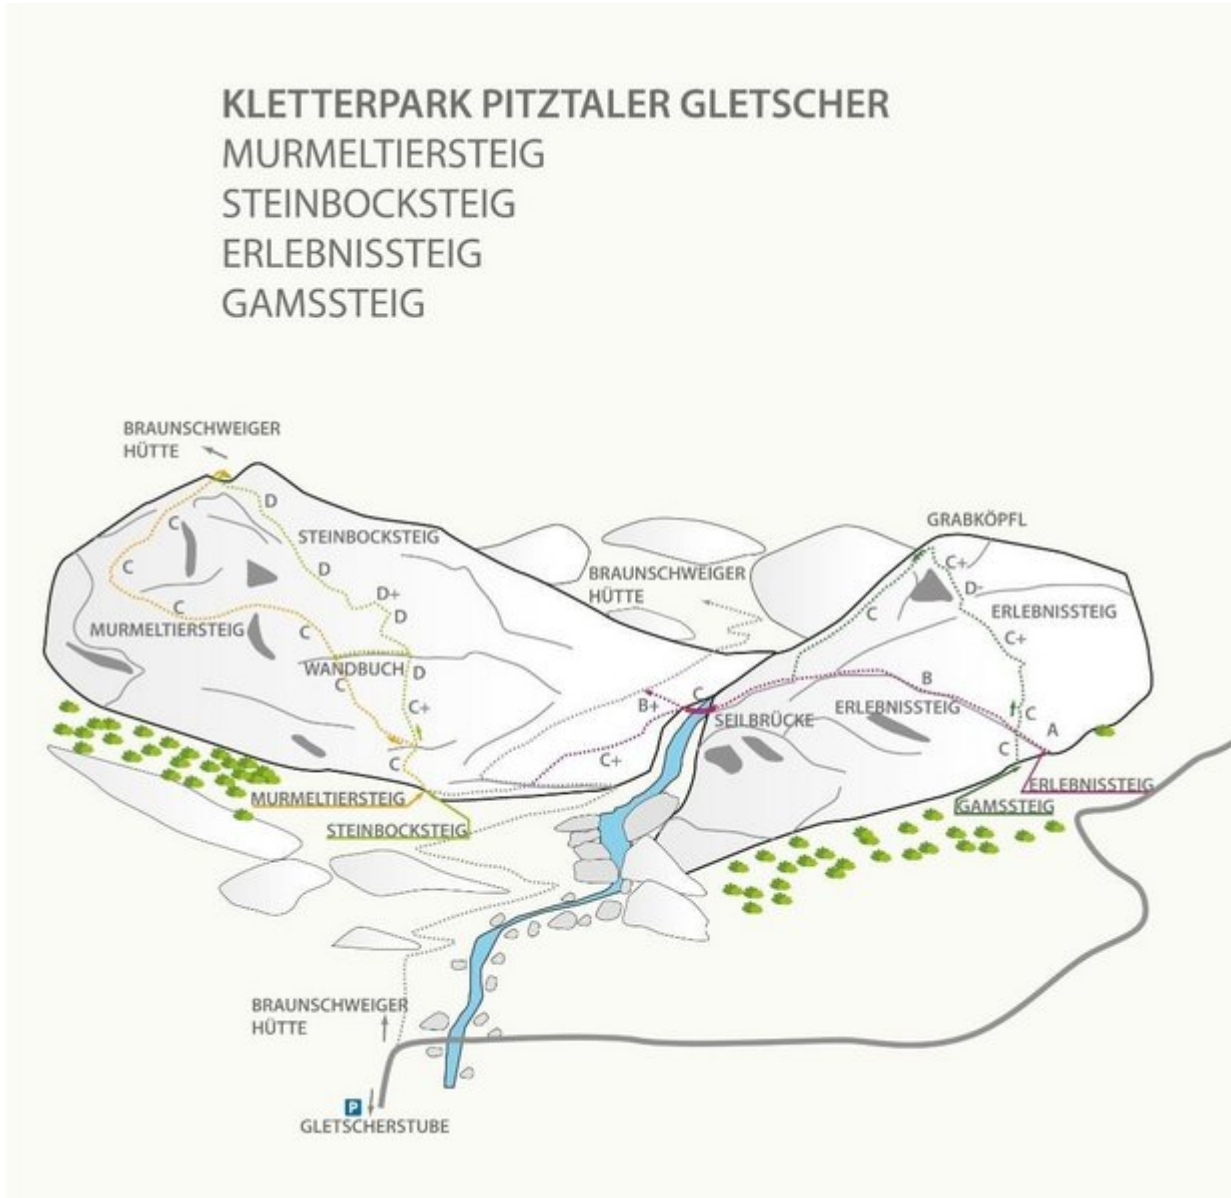 KLETTERPARK PITZTALER GLETSCHER
MURMELTIERSTEIG
STEINBOCKSTEIG
ERLEBNISSTEIG
GAMSSTEIG
BRAUNSCHWEIGER
HÜTTE
D
C
STEINBOCKSTEIG
GRABKÖPFL
C
D
BRAUNSCHWEIGER
HÜTTE
C+
D-
C
D+
D
C
ERLEBNISSTEIG
MURMELTIERSTEIG
C
C+
WANDBUCH
D
C
B
C
B+
C+
SEILBRÜCKE
ERLEBNISSTEIG
C
A
C
C
C+
ERLEBNISSTEIG
MURMELTIERSTEIG
GAMSSTEIG
STEINBOCKSTEIG
BRAUNSCHWEIGER
HÜTTE
P
GLETSCHERSTUBE